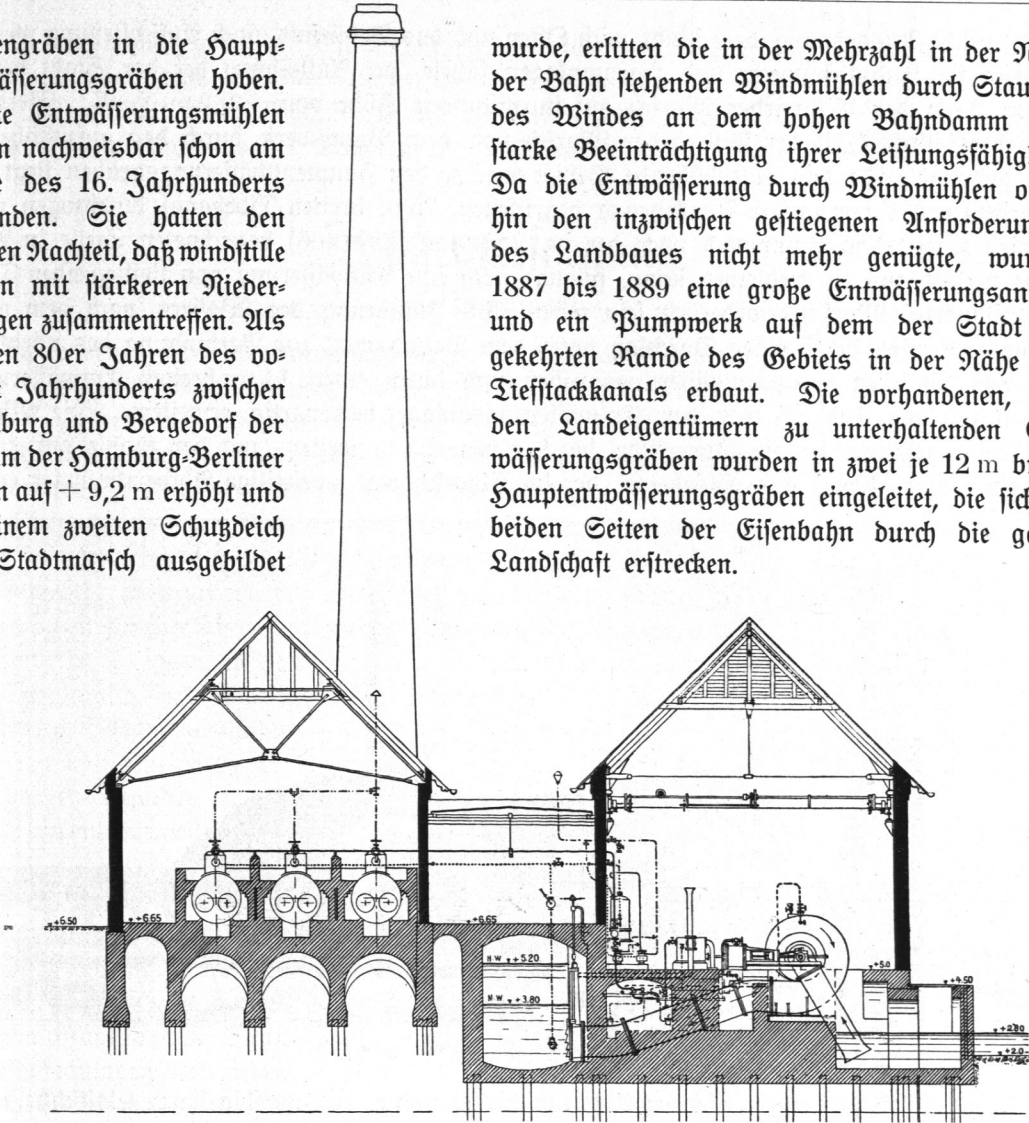 engräben in die Haupt-
ässerungsgräben hoben.
e Entwässerungsmühlen
n nachweisbar schon am
e des 16. Jahrhunderts
nden. Sie hatten den
en Nachteil, daß windstille
n mit stärkeren Nieder-
gen zusammentreffen. Als
en 80er Jahren des vo-
Jahrhunderts zwischen
burg und Bergedorf der
m der Hamburg-Berliner
n auf + 9,2 m erhöht und
inem zweiten Schutzdeich
Stadtmarsch ausgebildet
wurde, erlitten die in der Mehrzahl in der N
der Bahn stehenden Windmühlen durch Stau
des Windes an dem hohen Bahndamm
starke Beeinträchtigung ihrer Leistungsfähig
Da die Entwässerung durch Windmühlen o
hin den inzwischen gestiegenen Anforderun
des Landbaues nicht mehr genügte, wur
1887 bis 1889 eine große Entwässerungsan
und ein Pumpwerk auf dem der Stadt
gekehrten Rande des Gebiets in der Nähe
Tiefstackkanals erbaut. Die vorhandenen,
den Landeigentümern zu unterhaltenden
wässerungsgräben wurden in zwei je 12 m br
Hauptentwässerungsgräben eingeleitet, die sich
beiden Seiten der Eisenbahn durch die ga
Landschaft erstrecken.
+6.50
+6.65
+6.65
H.W. +5.20
N.W. +3.80
+5.0
+4.50
+2.80
+2.0